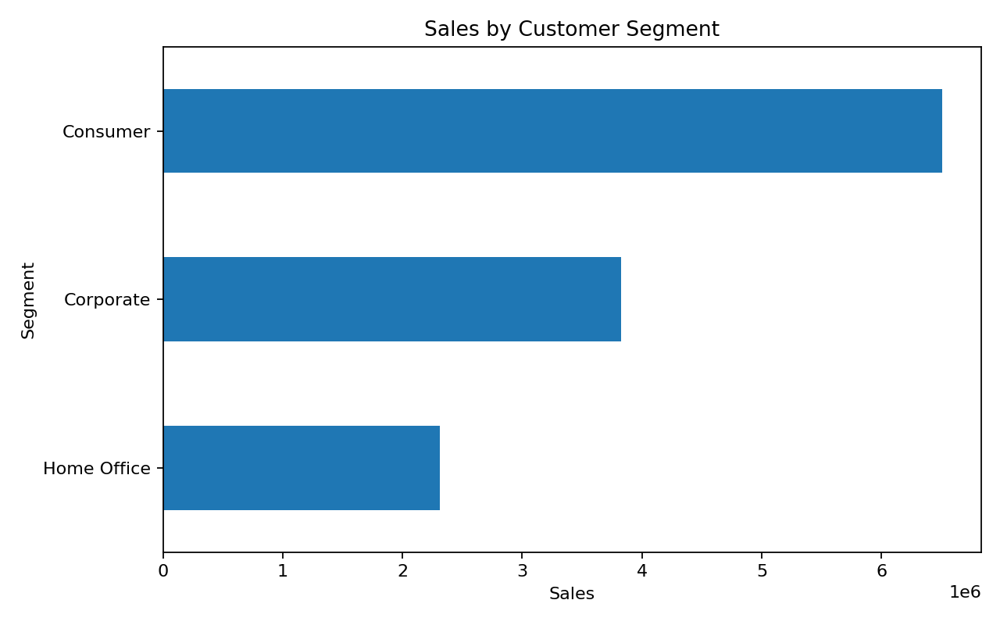 Sales by Customer Segment
Consumer
Corporate
Home Office
Segment
0 1 2 3 4 5 6
1e6
Sales